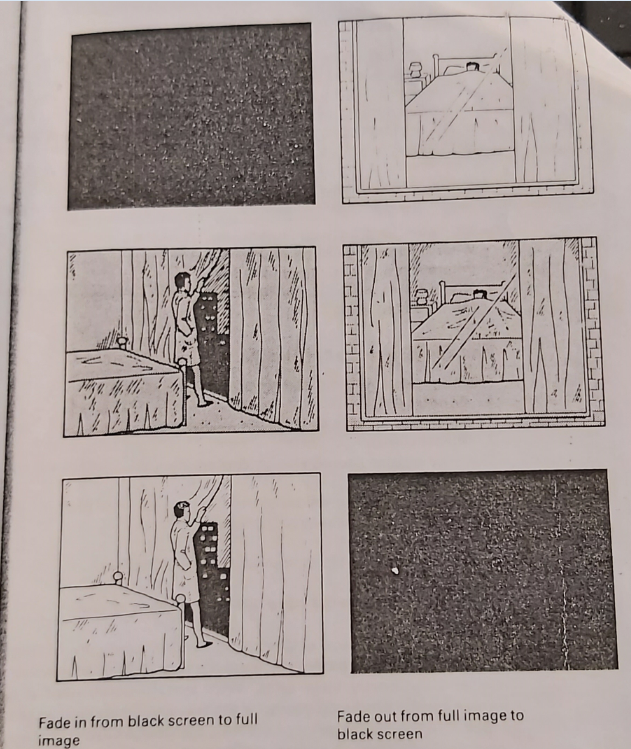 Fade in from black screen to full
image
Fade out from full image to
black screen